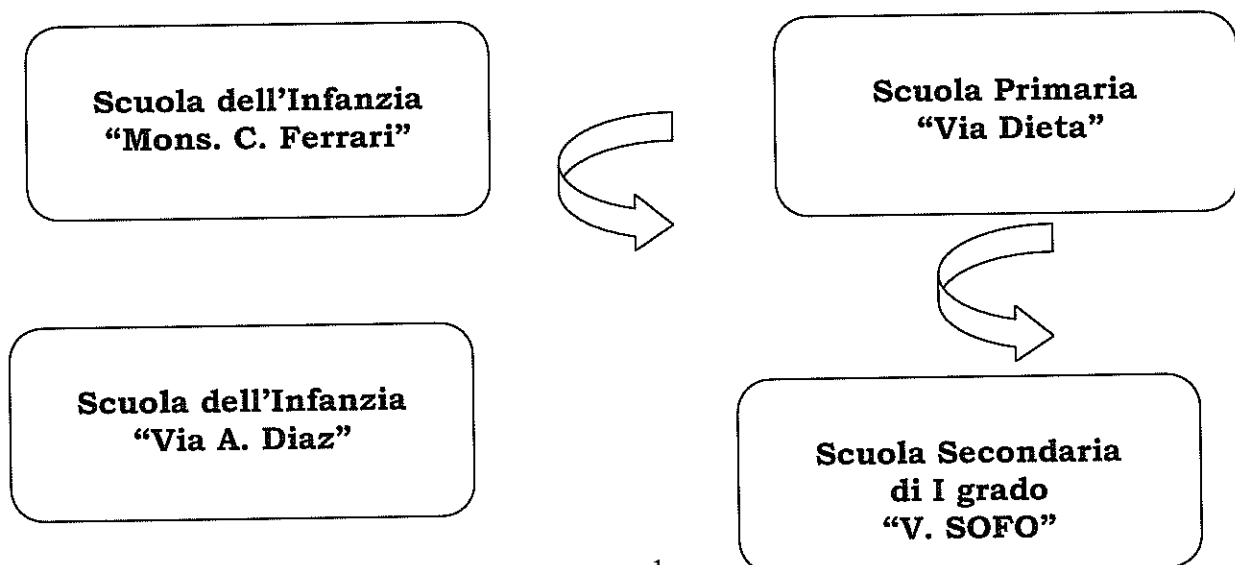 Scuola dell'Infanzia
“Mons. C. Ferrari”
Scuola Primaria
“Via Dieta”
Scuola dell'Infanzia
“Via A. Diaz”
Scuola Secondaria
di I grado
“V. SOFO”